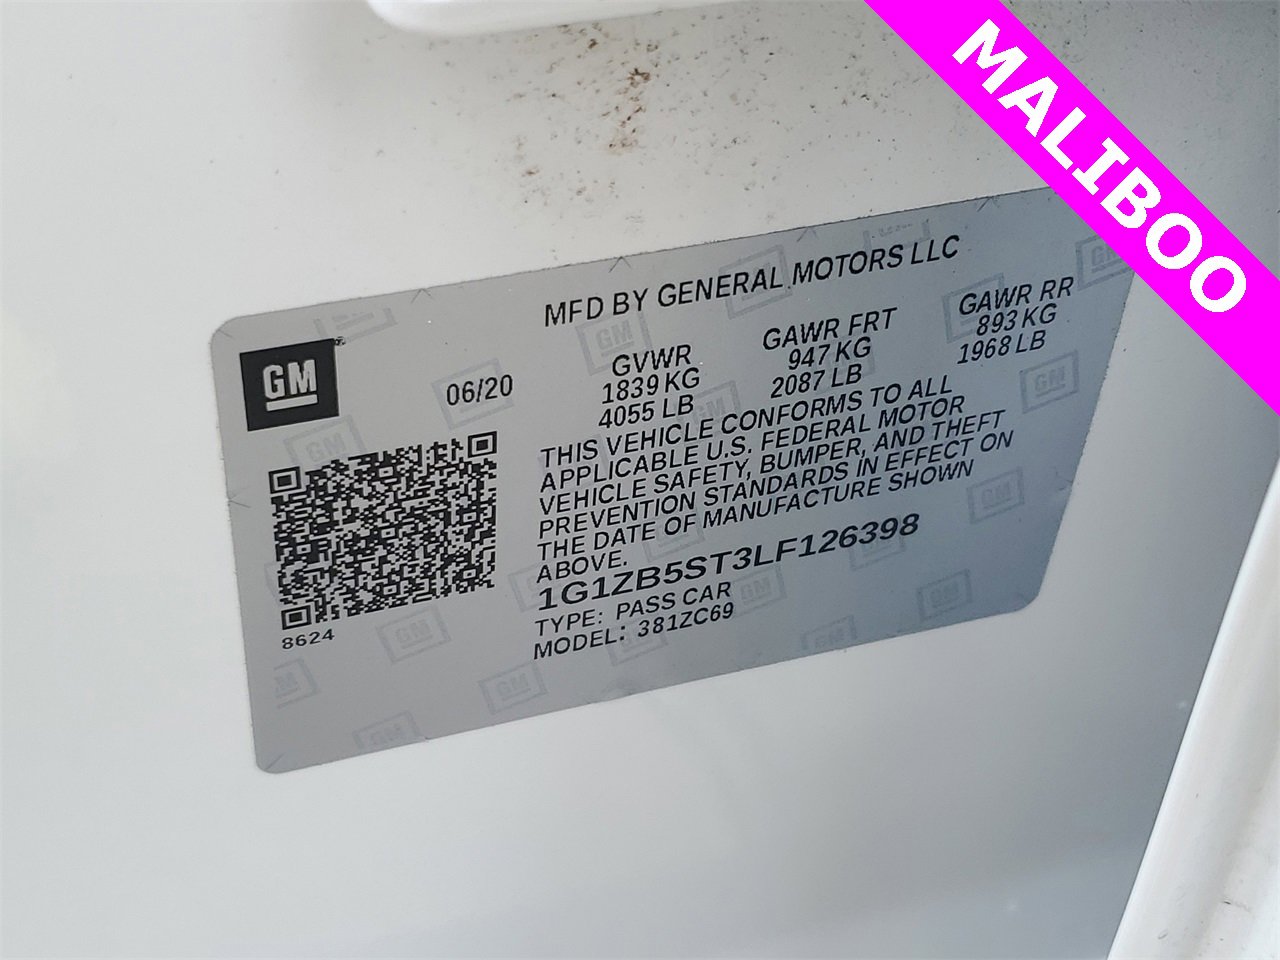 MALIBOO
MFD BY GENERAL MOTORS LLC
GM
06/20
GVWR
1839 KG
4055 LB
GAWR FRT
947 KG
2087 LB
GAWR RR
893 KG
1968 LB
THIS VEHICLE CONFORMS TO ALL
APPLICABLE U.S. FEDERAL MOTOR
VEHICLE SAFETY, BUMPER, AND THEFT
PREVENTION STANDARDS IN EFFECT ON
THE DATE OF MANUFACTURE SHOWN
ABOVE.
1G1ZB5ST3LF126398
TYPE: PASS CAR
MODEL: 381ZC69
8624